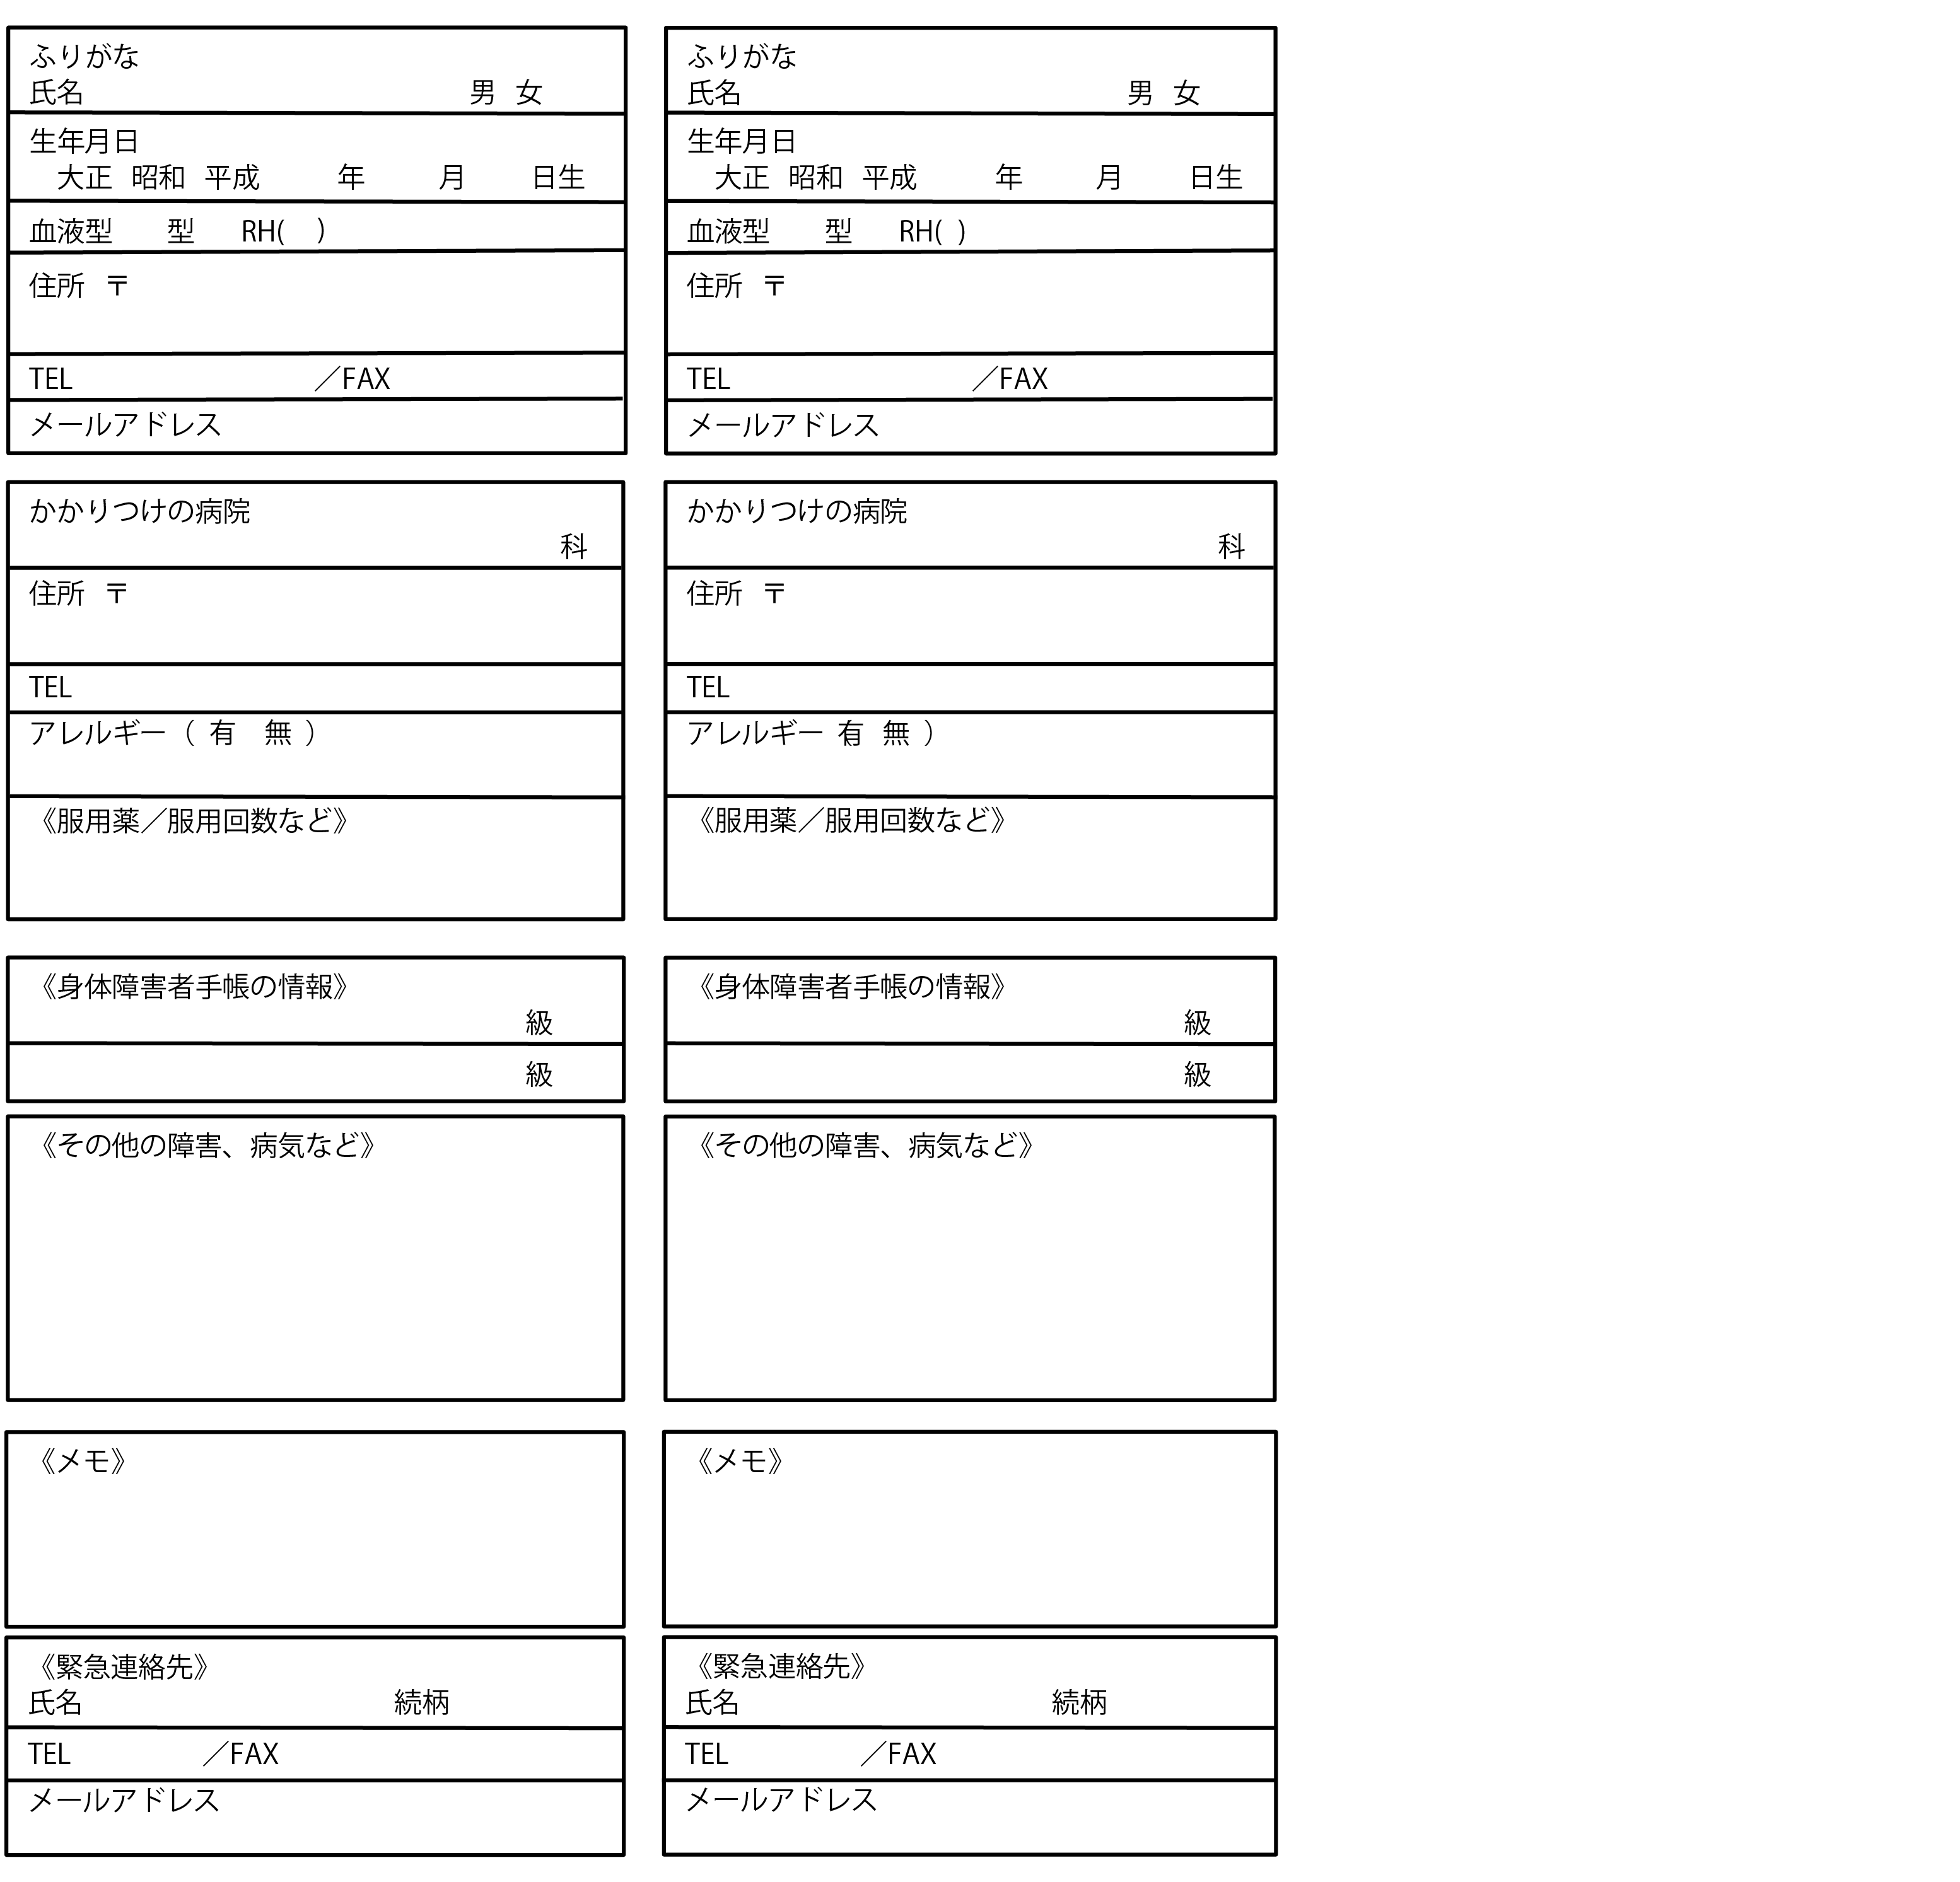 ふりがな
氏名 男 女
生年月日
大正 昭和 平成 年 月 日生
血液型 型 RH( )
住所 〒
TEL ／FAX
メールアドレス
かかりつけの病院
科
住所 〒
TEL
アレルギー（ 有 無 ）
《服用薬／服用回数など》
《身体障害者手帳の情報》
級
級
《その他の障害、病気など》
《メモ》
《緊急連絡先》
氏名 続柄
TEL ／FAX
メールアドレス
ふりがな
氏名 男 女
生年月日
大正 昭和 平成 年 月 日生
血液型 型 RH( )
住所 〒
TEL ／FAX
メールアドレス
かかりつけの病院
科
住所 〒
TEL
アレルギー（有 無 ）
《服用薬／服用回数など》
《身体障害者手帳の情報》
級
級
《その他の障害、病気など》
《メモ》
《緊急連絡先》
氏名 続柄
TEL ／FAX
メールアドレス